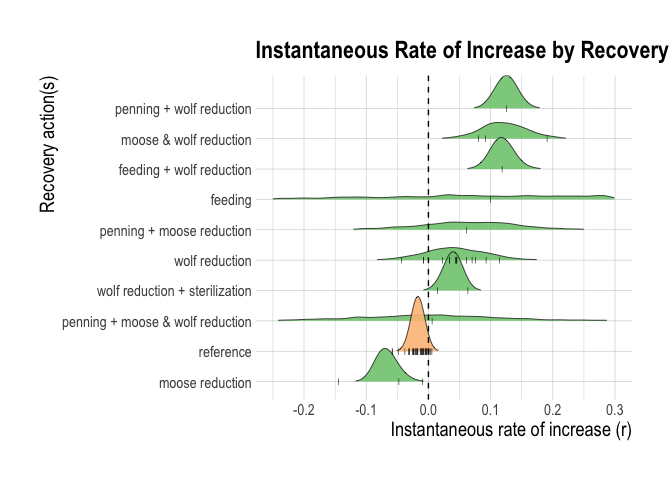 Instantaneous Rate of Increase by Recovery
Recovery action(s)
penning + wolf reduction
moose & wolf reduction
feeding + wolf reduction
feeding
penning + moose reduction
wolf reduction
wolf reduction + sterilization
penning + moose & wolf reduction
reference
moose reduction
-0.2 -0.1 0.0 0.1 0.2 0.3
Instantaneous rate of increase (r)